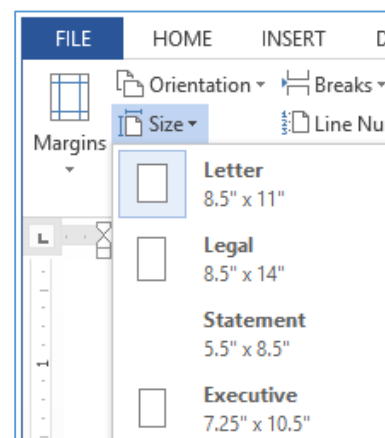 FILE HOME INSERT D
Orientation Breaks
Margins Size Line Nu
Letter
8.5" x 11"
L
Legal
8.5" x 14"
Statement
5.5" x 8.5"
1
Executive
7.25" x 10.5"